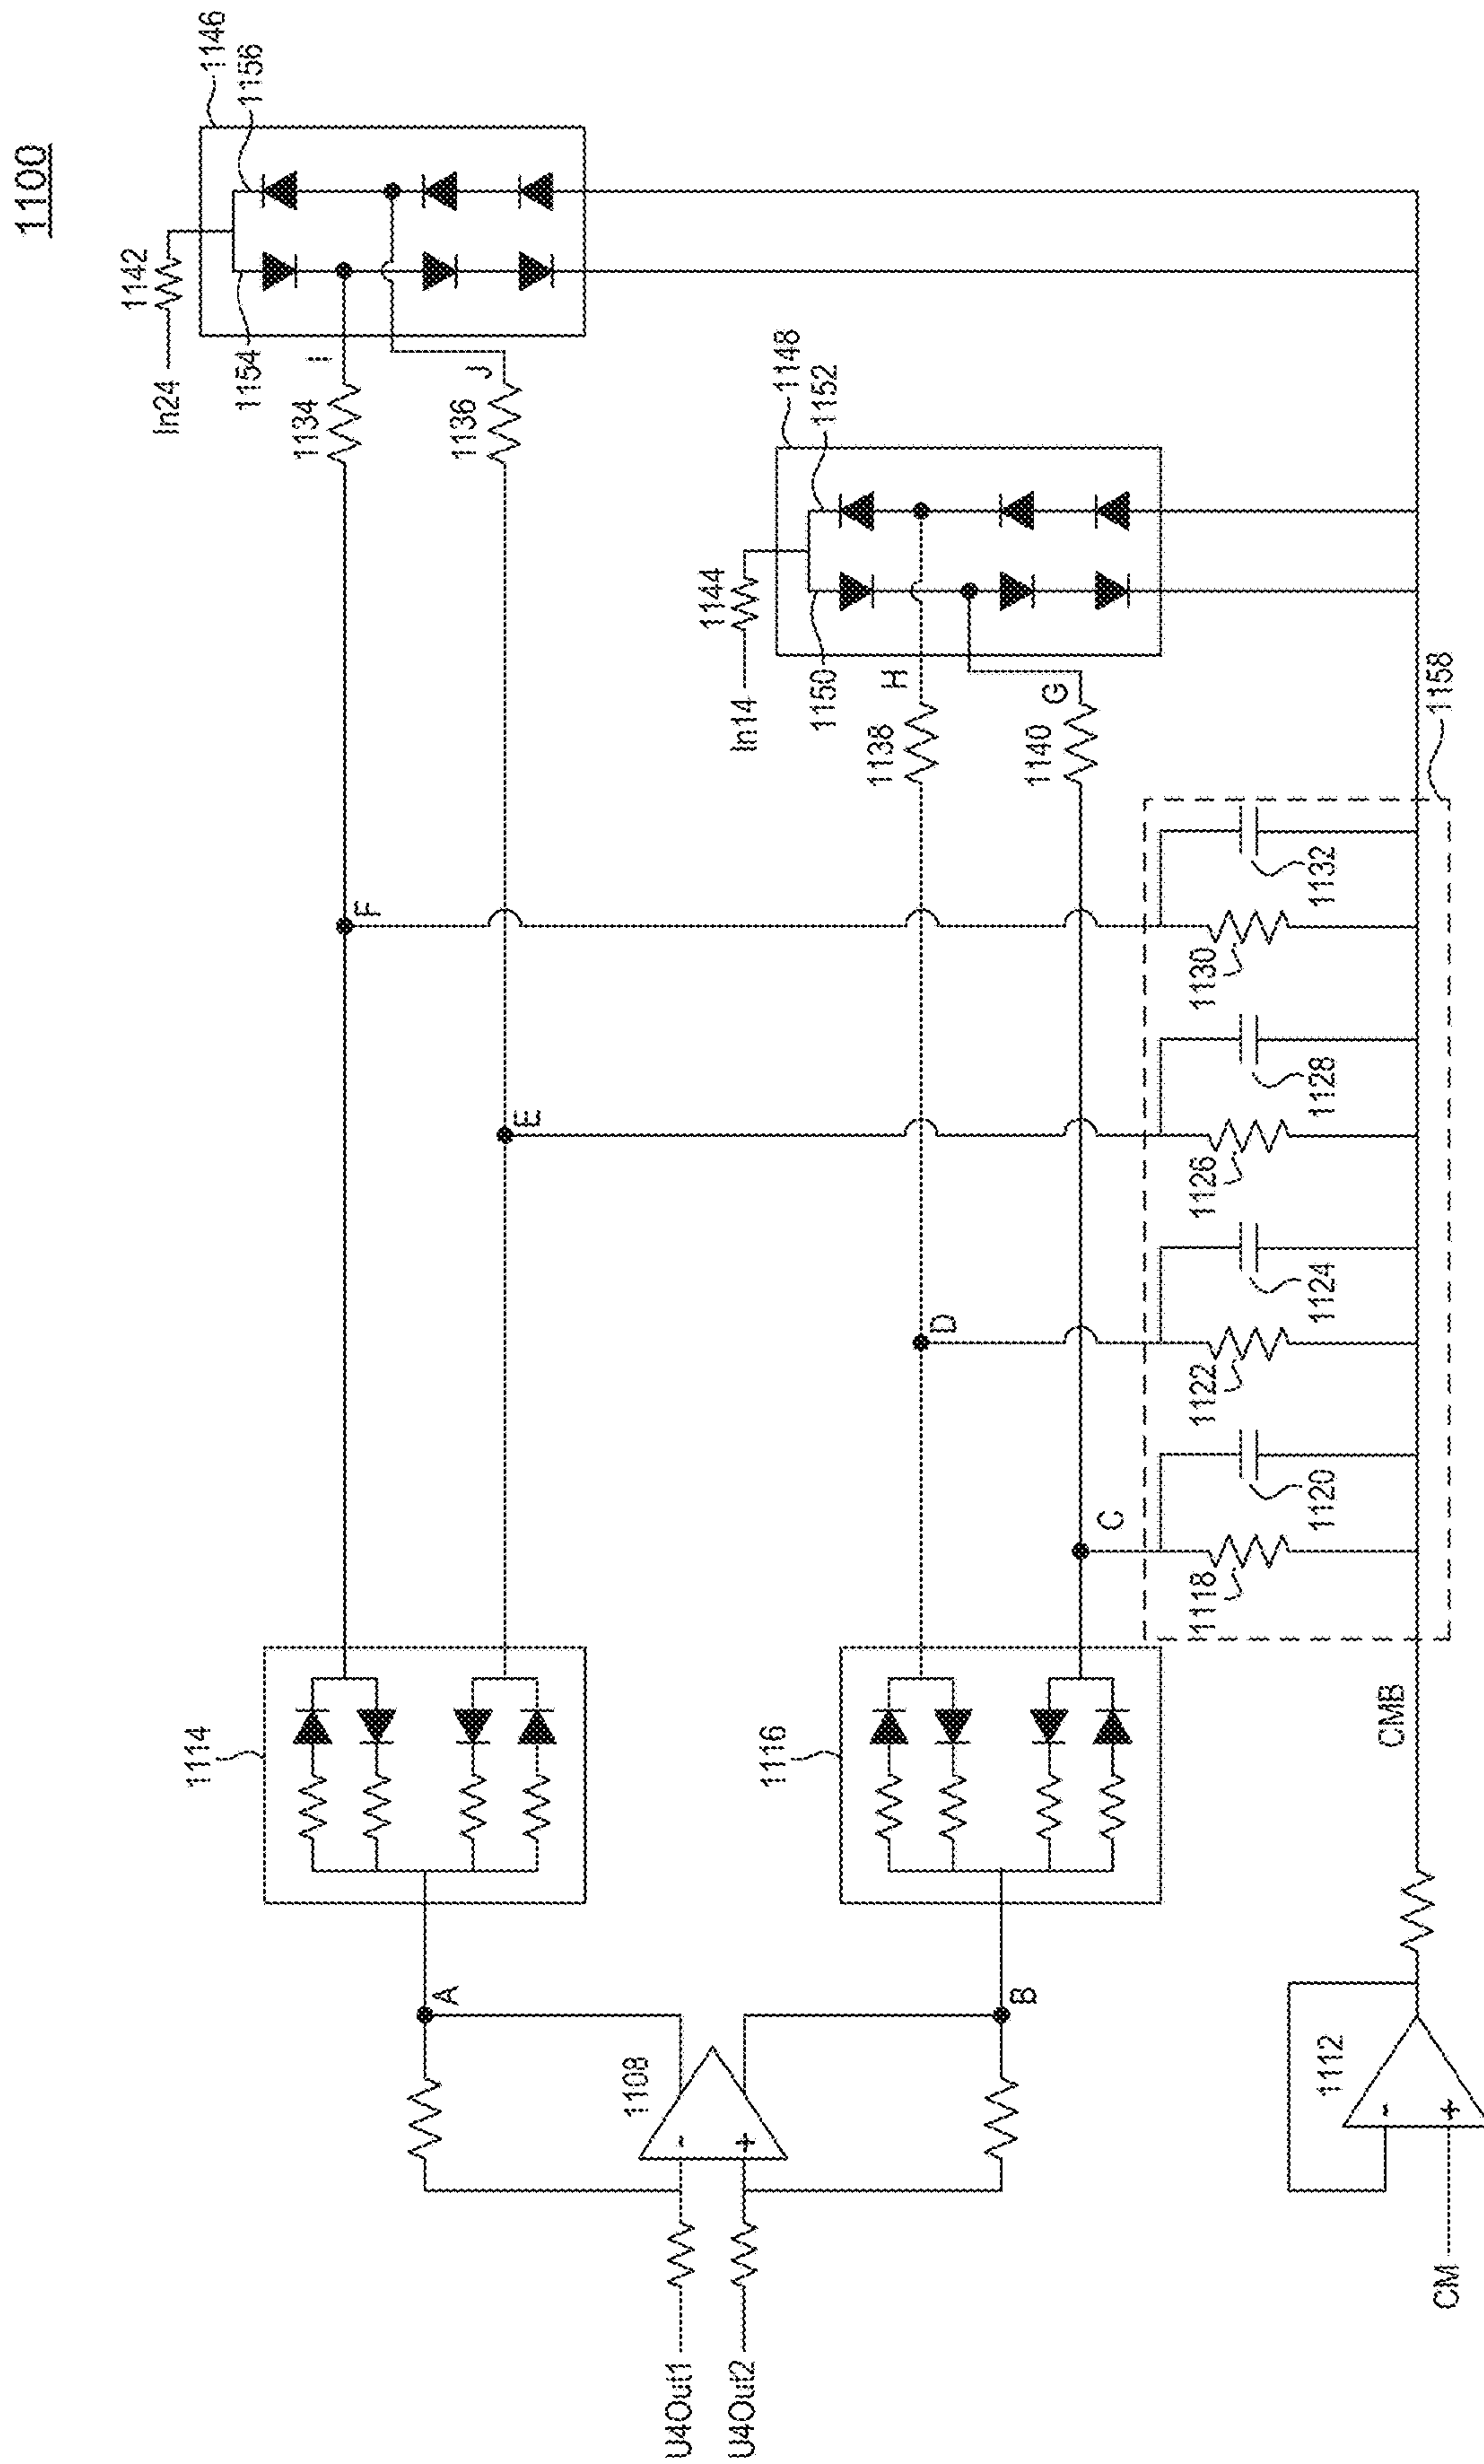 1100
1146
1156
1142
In24
1154
I
1134
J
1136
1148
1152
1144
In14
1150
H
1138
G
1140
1158
F
E
D
C
1132
1130
1128
1126
1124
1122
1120
1118
1114
1116
CMB
A
B
1108
-
+
U4Out1
U4Out2
1112
-
+
CM